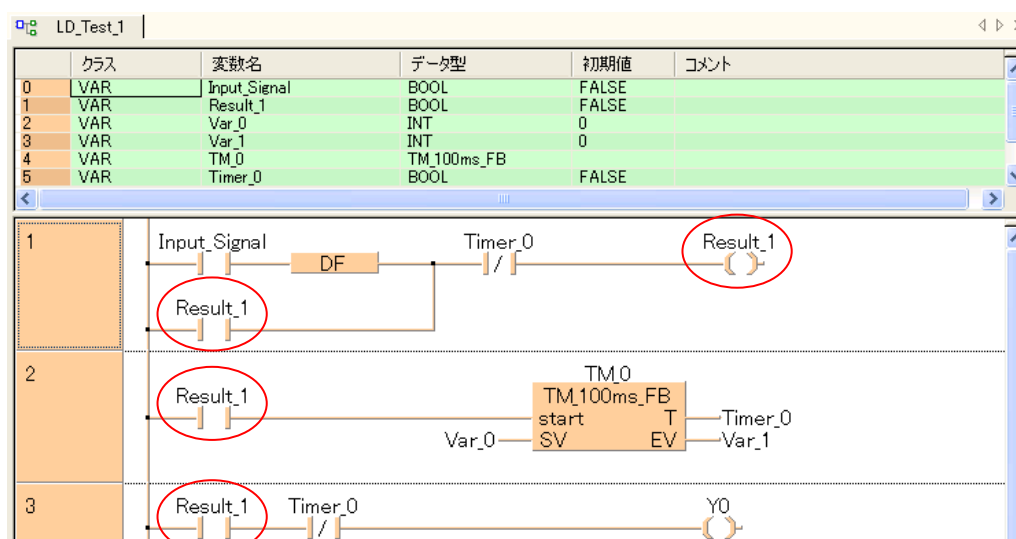 LD_Test_1
クラス 変数名 データ型 初期値 コメント
0 VAR Input_Signal BOOL FALSE
1 VAR Result_1 BOOL FALSE
2 VAR Var_0 INT 0
3 VAR Var_1 INT 0
4 VAR TM_0 TM_100ms_FB
5 VAR Timer_0 BOOL FALSE
1
Input_Signal Timer_0 Result_1
DF
Result_1
2
TM_0
Result_1 TM_100ms_FB
start T Timer_0
Var_0 SV EV Var_1
3 Result_1 Timer_0 Y0